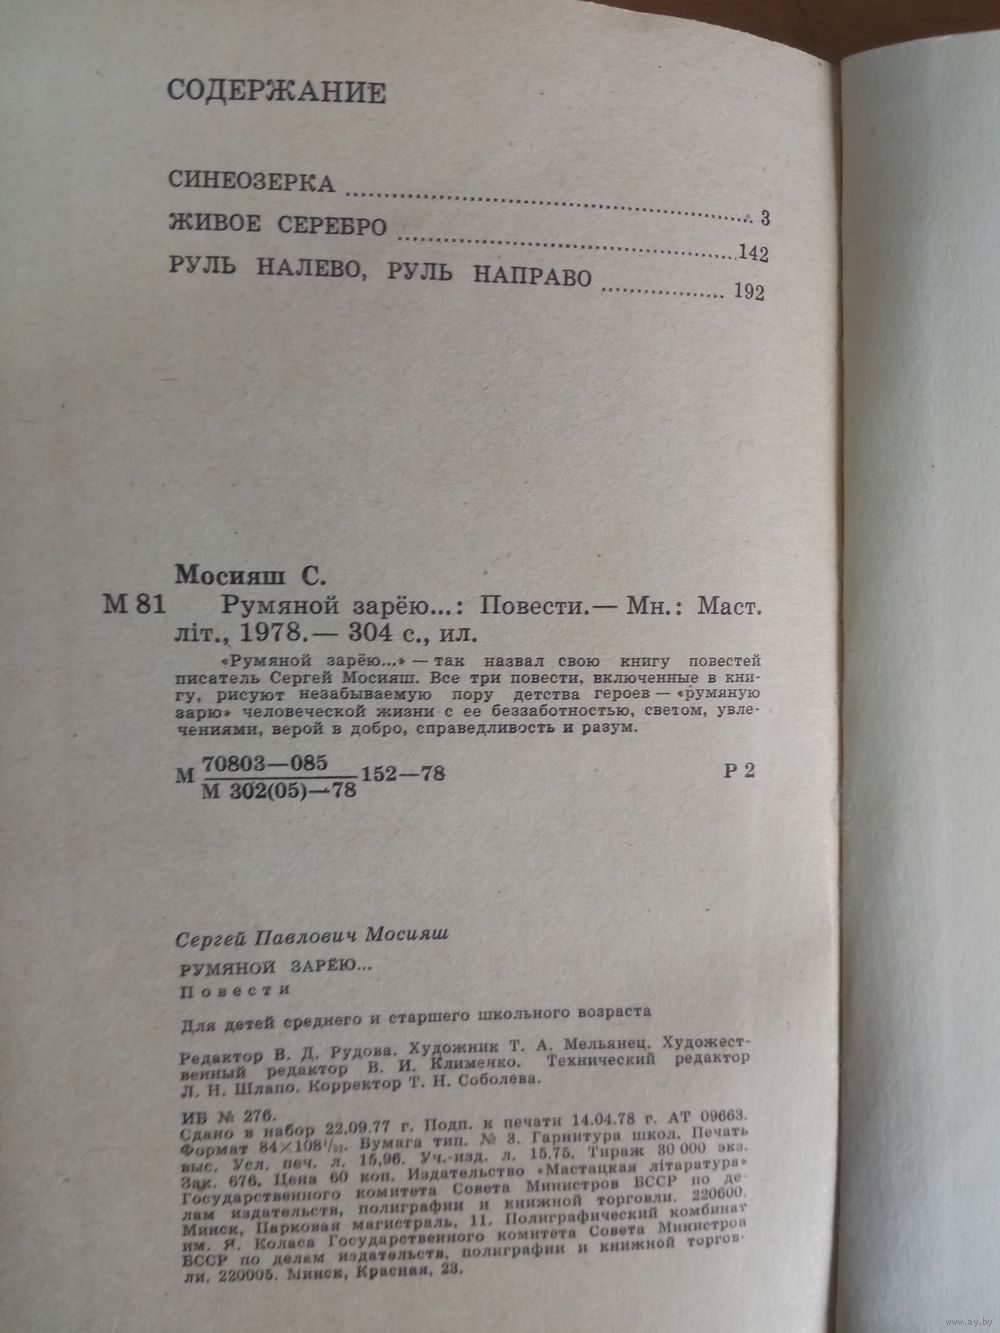 СОДЕРЖАНИЕ
СИНЕОЗЕРКА ........ 3
ЖИВОЕ СЕРЕБРО ........ 142
РУЛЬ НАЛЕВО, РУЛЬ НАПРАВО ........ 192
Мосияш С.
М 81 Румяной зарёю...: Повести.— Мн.: Маст.
літ., 1978.— 304 с., ил.
«Румяной зарёю...» — так назвал свою книгу повестей
писатель Сергей Мосияш. Все три повести, включенные в кни-
гу, рисуют незабываемую пору детства героев — «румяную
зарю» человеческой жизни с ее беззаботностью, светом, увле-
чениями, верой в добро, справедливость и разум.
70803—085
М 152—78 Р 2
М 302(05)—78
Сергей Павлович Мосияш
РУМЯНОЙ ЗАРЁЮ...
Повести
Для детей среднего и старшего школьного возраста
Редактор В. Д. Рудова. Художник Т. А. Мельянец. Художест-
венный редактор В. И. Клименко. Технический редактор
Л. Н. Шлапо. Корректор Т. Н. Соболева.
ИБ № 276.
Сдано в набор 22.09.77 г. Подп. к печати 14.04.78 г. АТ 09663.
Формат 84×108¹/₃₂. Бумага тип. № 3. Гарнитура школ. Печать
выс. Усл. печ. л. 15,96. Уч.-изд. л. 15.75. Тираж 30 000 экз.
Зак. 676. Цена 60 коп. Издательство «Мастацкая літаратура»
Государственного комитета Совета Министров БССР по де-
лам издательств, полиграфии и книжной торговли. 220600.
Минск, Парковая магистраль, 11. Полиграфический комбинат
им. Я. Коласа Государственного комитета Совета Министров
БССР по делам издательств, полиграфии и книжной торгов-
ли. 220005. Минск, Красная, 23.
www.ay.by